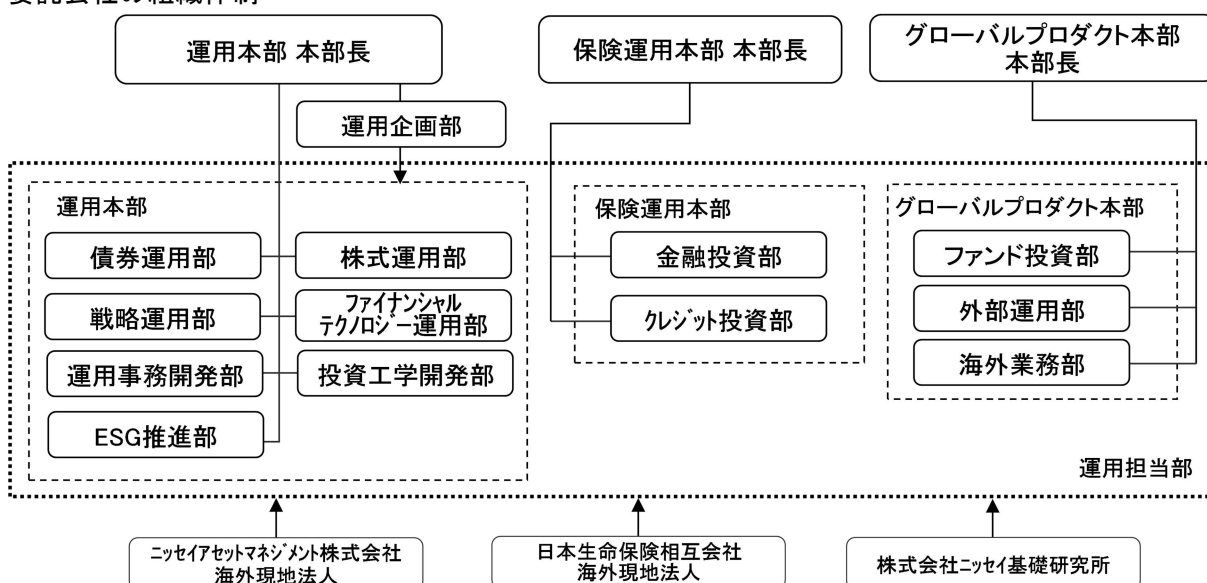 委託会社の組織体制
運用本部 本部長
保険運用本部 本部長
グローバルプロダクト本部
本部長
運用企画部
運用本部
債券運用部
株式運用部
戦略運用部
ファイナンシャル
テクノロジー運用部
運用事務開発部
投資工学開発部
ESG推進部
保険運用本部
金融投資部
クレジット投資部
グローバルプロダクト本部
ファンド投資部
外部運用部
海外業務部
運用担当部
ニッセイアセットマネジメント株式会社
海外現地法人
日本生命保険相互会社
海外現地法人
株式会社ニッセイ基礎研究所